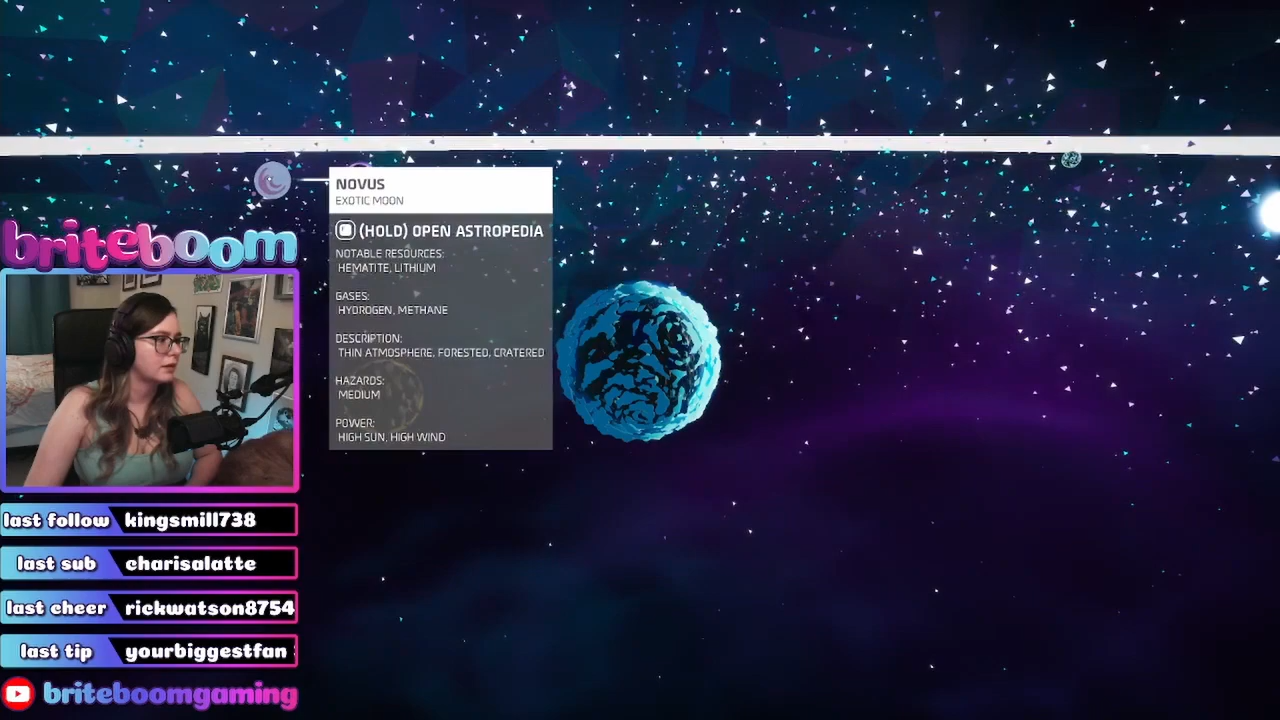 NOVUS
EXOTIC MOON
(HOLD) OPEN ASTROPEDIA
NOTABLE RESOURCES:
HEMATITE, LITHIUM
GASES:
HYDROGEN, METHANE
DESCRIPTION:
THIN ATMOSPHERE, FORESTED, CRATERED
HAZARDS:
MEDIUM
POWER:
HIGH SUN, HIGH WIND
briteboom
last follow kingsmill738
last sub charisalatte
last cheer rickwatson8754
last tip yourbiggestfan
briteboomgaming